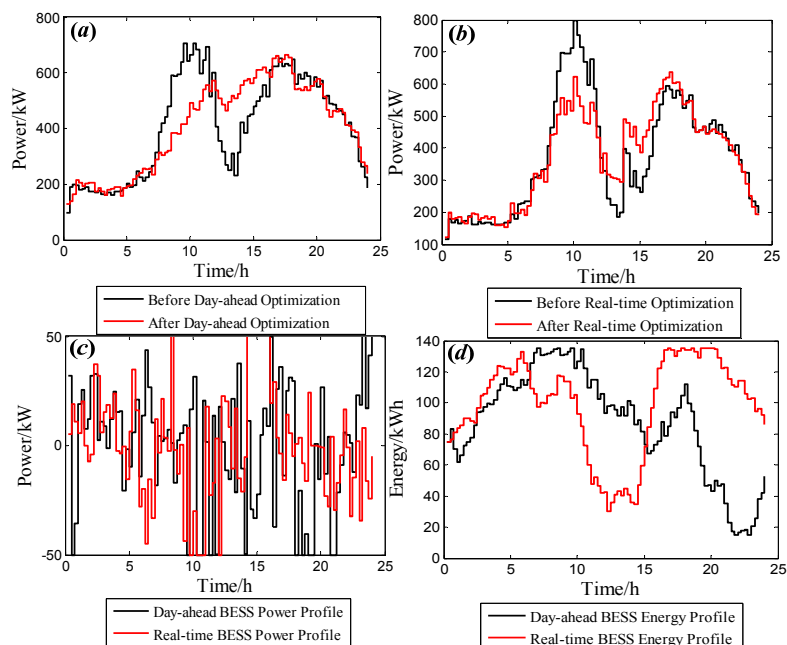 (a)
800
600
400
200
0
Power/kW
0 5 10 15 20 25
Time/h
Before Day-ahead Optimization
After Day-ahead Optimization
(b)
800
700
600
500
400
300
200
100
Power/kW
0 5 10 15 20 25
Time/h
Before Real-time Optimization
After Real-time Optimization
(c)
50
0
-50
Power/kW
0 5 10 15 20 25
Time/h
Day-ahead BESS Power Profile
Real-time BESS Power Profile
(d)
140
120
100
80
60
40
20
0
Energy/kWh
0 5 10 15 20 25
Time/h
Day-ahead BESS Energy Profile
Real-time BESS Energy Profile